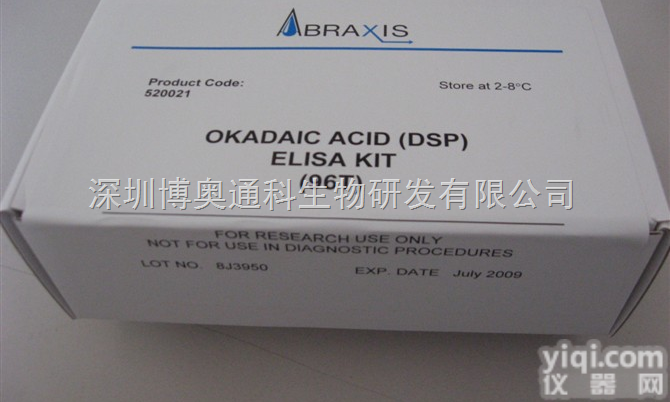 ABRAXIS
Product Code:
520021
Store at 2-8°C
OKADAIC ACID (DSP)
ELISA KIT
(96T)
深圳博奥通科生物研发有限公司
FOR RESEARCH USE ONLY
NOT FOR USE IN DIAGNOSTIC PROCEDURES
LOT NO. 8J3950 EXP. DATE July 2009
yiqi.com
仪器网